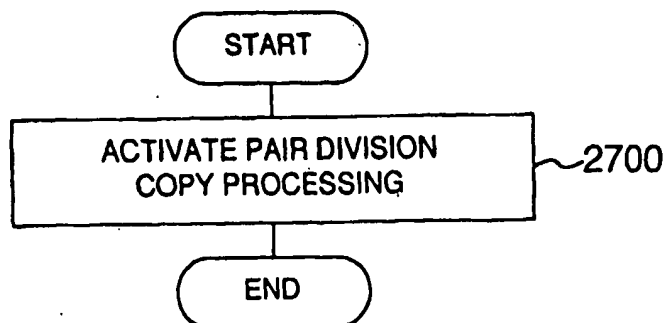 START
ACTIVATE PAIR DIVISION
COPY PROCESSING
2700
END